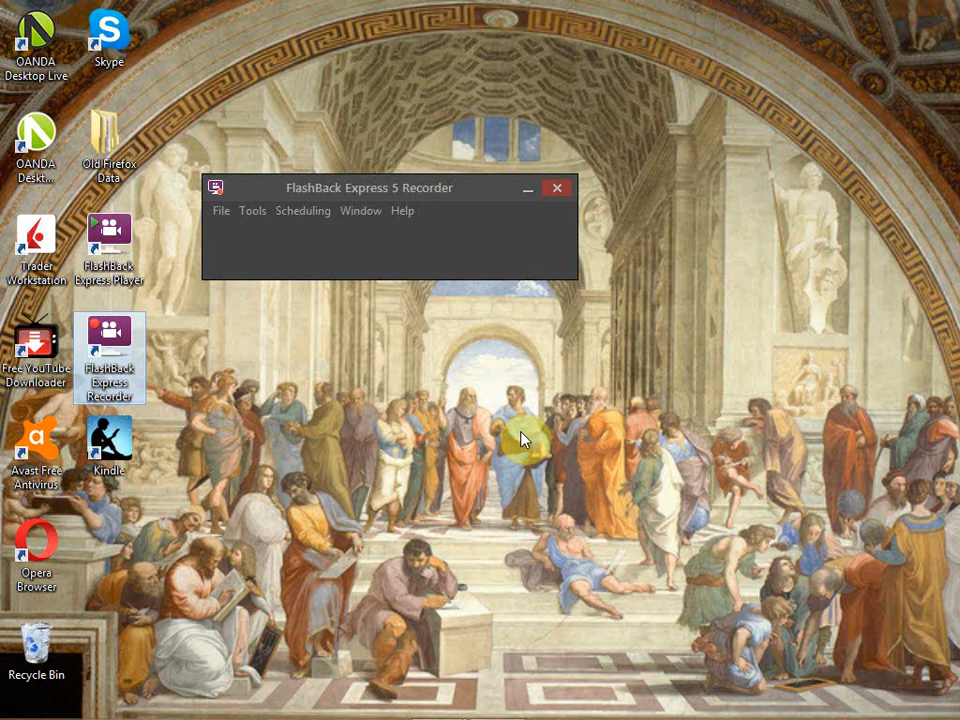 OANDA
Desktop Live
Skype
OANDA
Deskt...
Old Firefox
Data
Trader
Workstation
FlashBack
Express Player
Free YouTube
Downloader
FlashBack
Express
Recorder
Avast Free
Antivirus
Kindle
Opera
Browser
Recycle Bin
FlashBack Express 5 Recorder
File Tools Scheduling Window Help